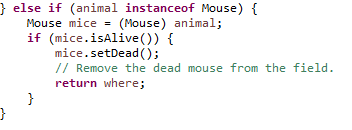 } else if (animal instanceof Mouse) {
    Mouse mice = (Mouse) animal;
    if (mice.isAlive()) {
        mice.setDead();
        // Remove the dead mouse from the field.
        return where;
    }
}